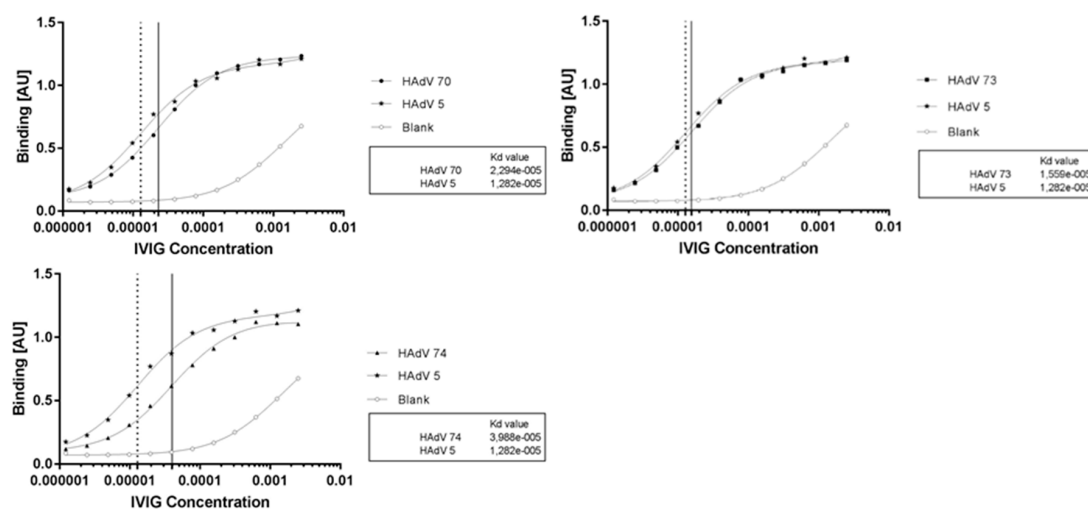 1.5
1.0
0.5
0.0
Binding [AU]
0.000001
0.00001
0.0001
0.001
0.01
IVIG Concentration
HAdV 70
HAdV 5
Blank
Kd value
HAdV 70 2,294e-005
HAdV 5 1,282e-005
1.5
1.0
0.5
0.0
Binding [AU]
0.000001
0.00001
0.0001
0.001
0.01
IVIG Concentration
HAdV 73
HAdV 5
Blank
Kd value
HAdV 73 1,559e-005
HAdV 5 1,282e-005
1.5
1.0
0.5
0.0
Binding [AU]
0.000001
0.00001
0.0001
0.001
0.01
IVIG Concentration
HAdV 74
HAdV 5
Blank
Kd value
HAdV 74 3,988e-005
HAdV 5 1,282e-005